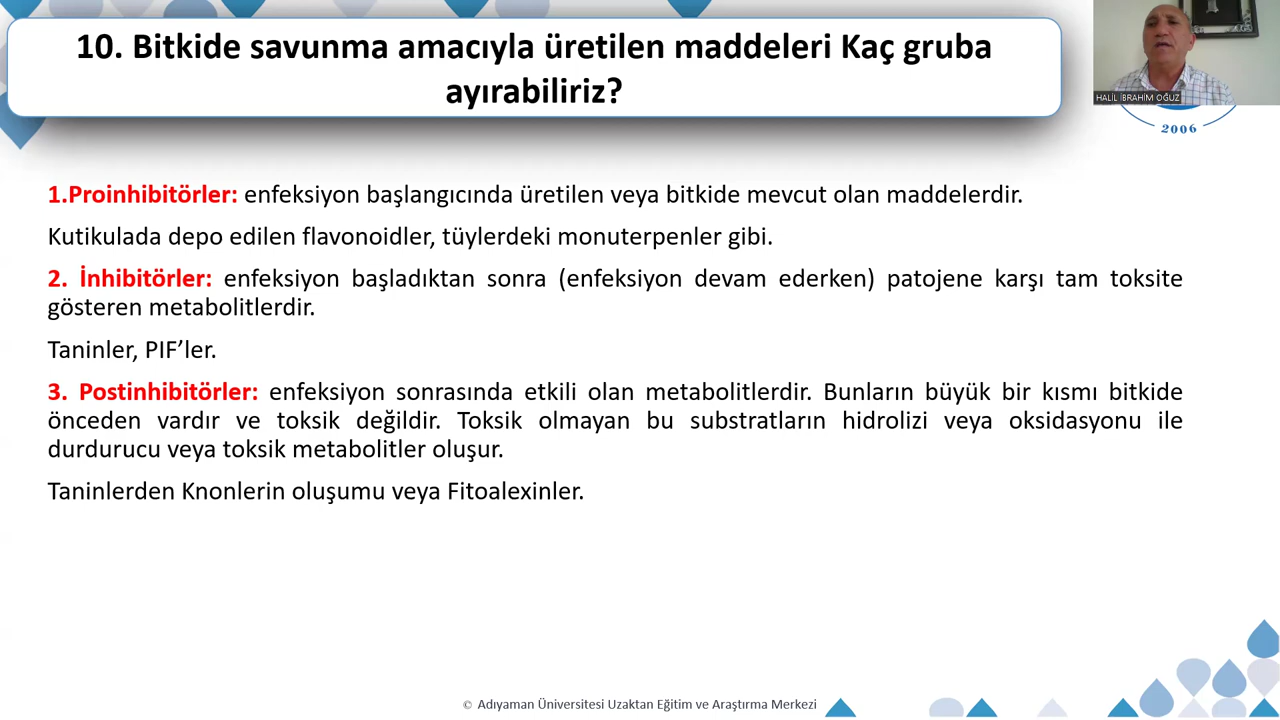 10. Bitkide savunma amacıyla üretilen maddeleri Kaç gruba
ayırabiliriz?
HALİL İBRAHİM OĞUZ
2006
1.Proinhibitörler: enfeksiyon başlangıcında üretilen veya bitkide mevcut olan maddelerdir.
Kutikulada depo edilen flavonoidler, tüylerdeki monuterpenler gibi.
2. İnhibitörler: enfeksiyon başladıktan sonra (enfeksiyon devam ederken) patojene karşı tam toksite
gösteren metabolitlerdir.
Taninler, PIF’ler.
3. Postinhibitörler: enfeksiyon sonrasında etkili olan metabolitlerdir. Bunların büyük bir kısmı bitkide
önceden vardır ve toksik değildir. Toksik olmayan bu substratların hidrolizi veya oksidasyonu ile
durdurucu veya toksik metabolitler oluşur.
Taninlerden Knonlerin oluşumu veya Fitoalexinler.
© Adıyaman Üniversitesi Uzaktan Eğitim ve Araştırma Merkezi